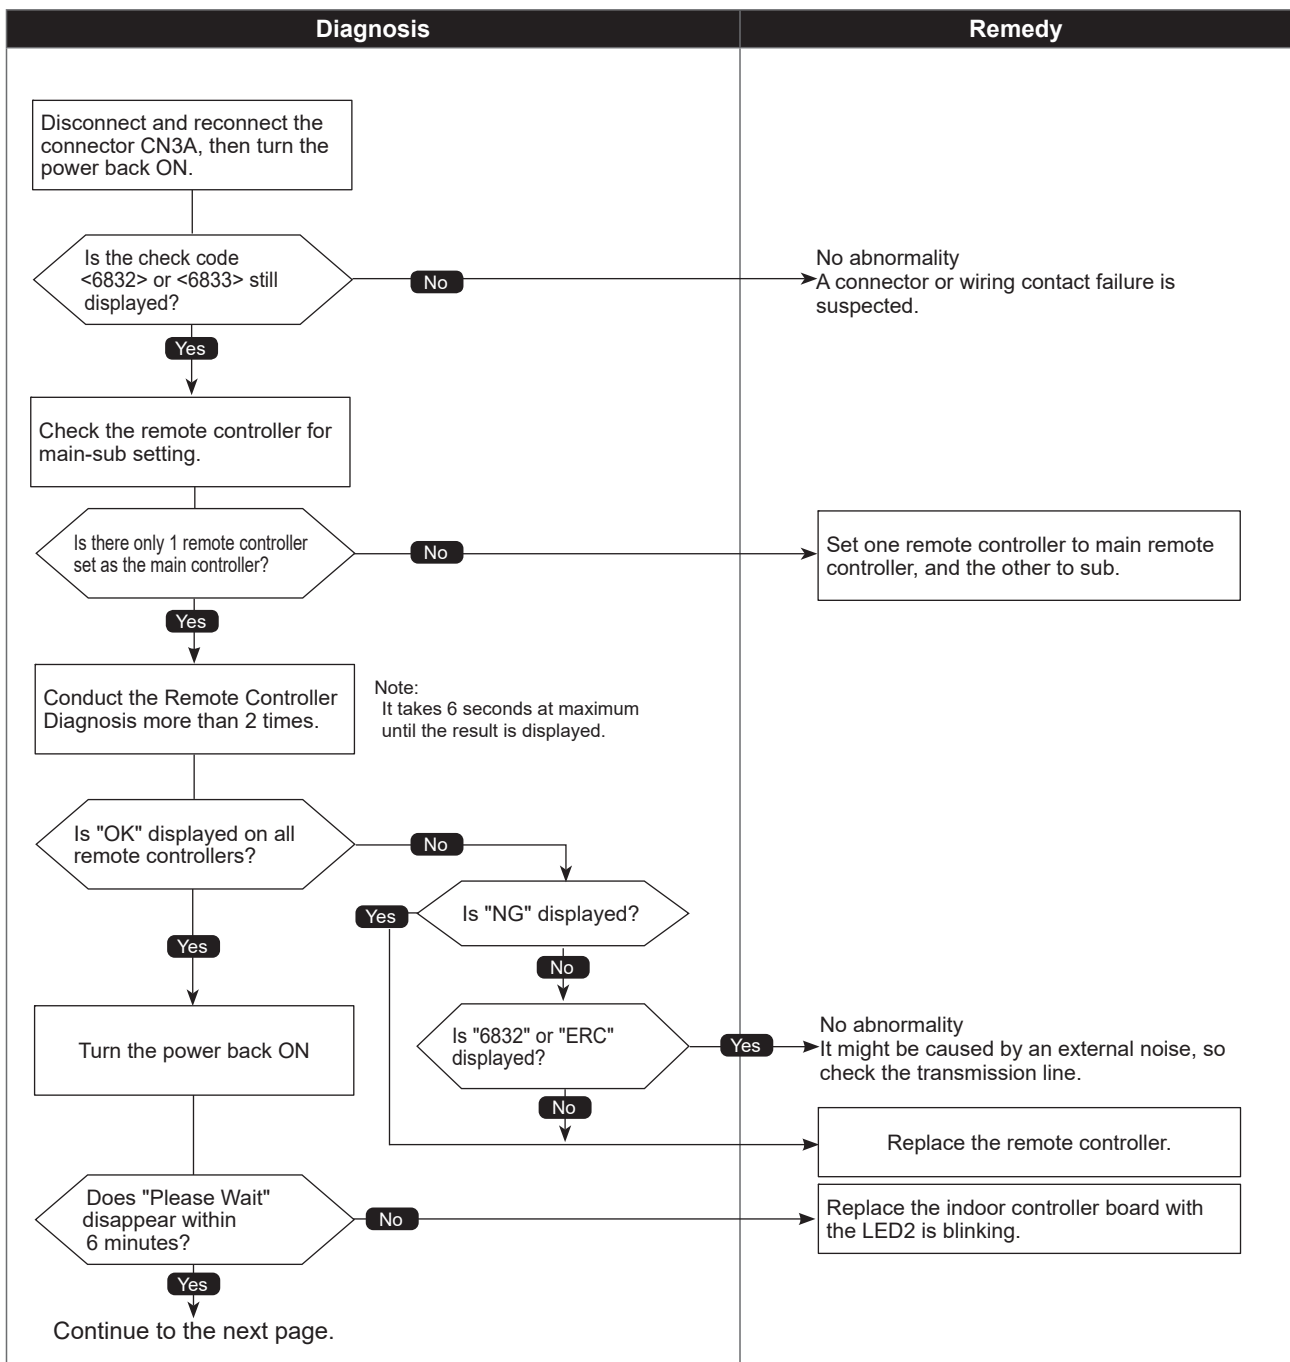 Diagnosis
Remedy
Disconnect and reconnect the
connector CN3A, then turn the
power back ON.
Is the check code
<6832> or <6833> still
displayed?
No
No abnormality
A connector or wiring contact failure is
suspected.
Yes
Check the remote controller for
main-sub setting.
Is there only 1 remote controller
set as the main controller?
No
Set one remote controller to main remote
controller, and the other to sub.
Yes
Conduct the Remote Controller
Diagnosis more than 2 times.
Note:
It takes 6 seconds at maximum
until the result is displayed.
Is "OK" displayed on all
remote controllers?
No
Is "NG" displayed?
Yes
Yes
No
Turn the power back ON
Is "6832" or "ERC"
displayed?
Yes
No abnormality
It might be caused by an external noise, so
check the transmission line.
No
Replace the remote controller.
Does "Please Wait"
disappear within
6 minutes?
No
Replace the indoor controller board with
the LED2 is blinking.
Yes
Continue to the next page.